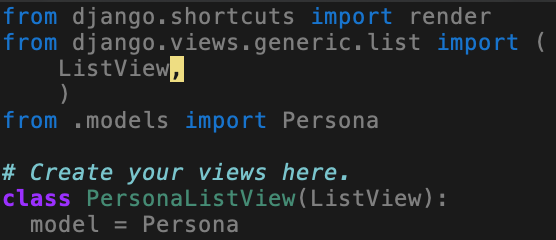 from django.shortcuts import render
from django.views.generic.list import (
    ListView,
    )
from .models import Persona

# Create your views here.
class PersonaListView(ListView):
  model = Persona